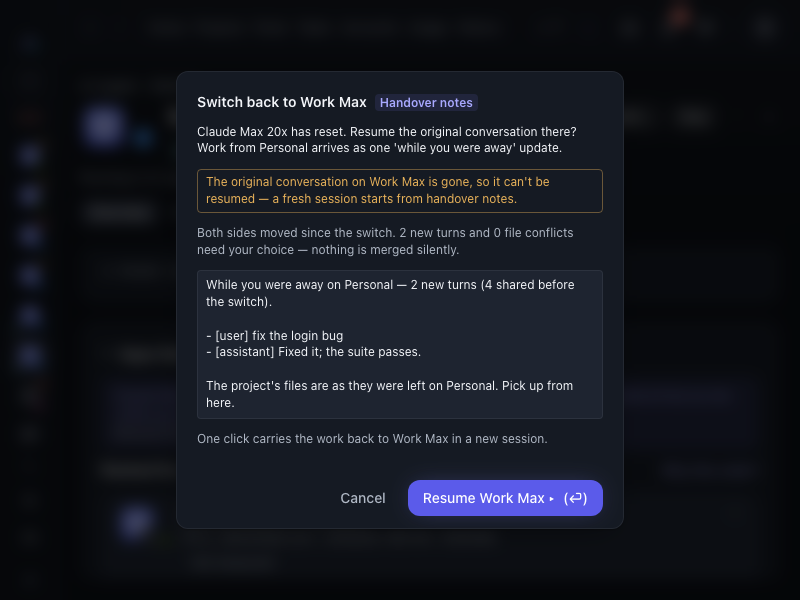 Switch back to Work Max Handover notes
Claude Max 20x has reset. Resume the original conversation there?
Work from Personal arrives as one 'while you were away' update.
The original conversation on Work Max is gone, so it can't be
resumed — a fresh session starts from handover notes.
Both sides moved since the switch. 2 new turns and 0 file conflicts
need your choice — nothing is merged silently.
While you were away on Personal — 2 new turns (4 shared before
the switch).
- [user] fix the login bug
- [assistant] Fixed it; the suite passes.
The project's files are as they were left on Personal. Pick up from
here.
One click carries the work back to Work Max in a new session.
Cancel Resume Work Max ▸ (⏎)